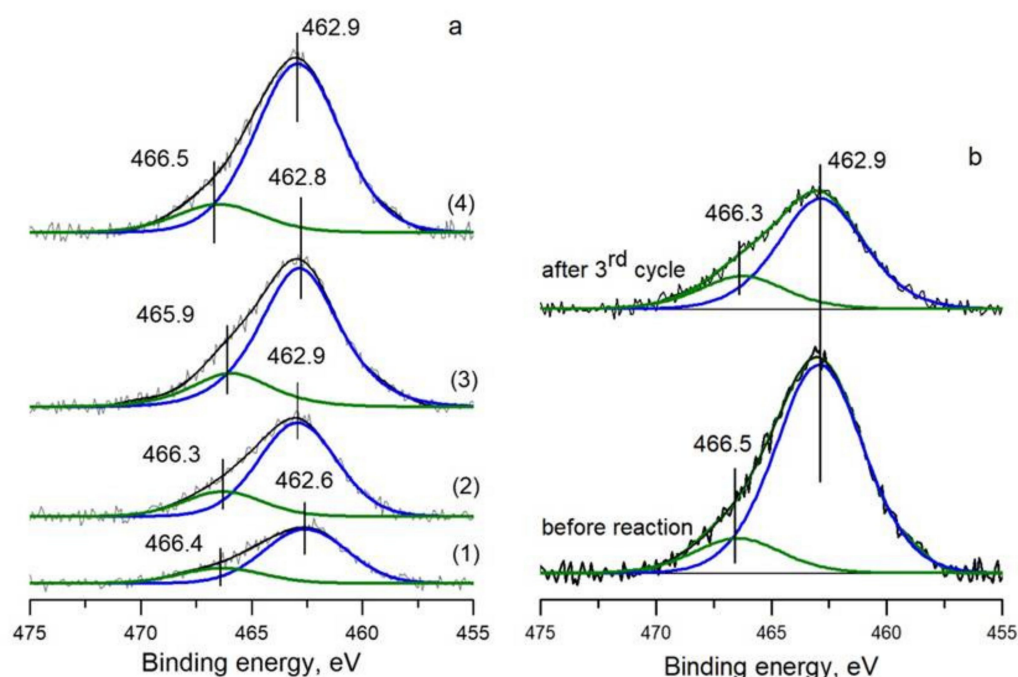 a
462.9
466.5
462.8
(4)
465.9
462.9
(3)
466.3
462.6
(2)
466.4
(1)
475 470 465 460 455
Binding energy, eV
b
462.9
466.3
after 3rd cycle
466.5
before reaction
475 470 465 460 455
Binding energy, eV